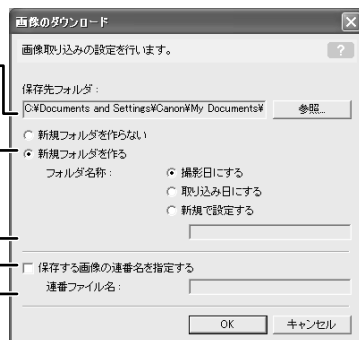 画像のダウンロード
画像取り込みの設定を行います。
?
保存先フォルダ:
C:¥Documents and Settings¥Canon¥My Documents¥ 参照...
新規フォルダを作らない
新規フォルダを作る
フォルダ名称: 撮影日にする
取り込み日にする
新規で設定する
保存する画像の連番名を指定する
連番ファイル名:
OK キャンセル